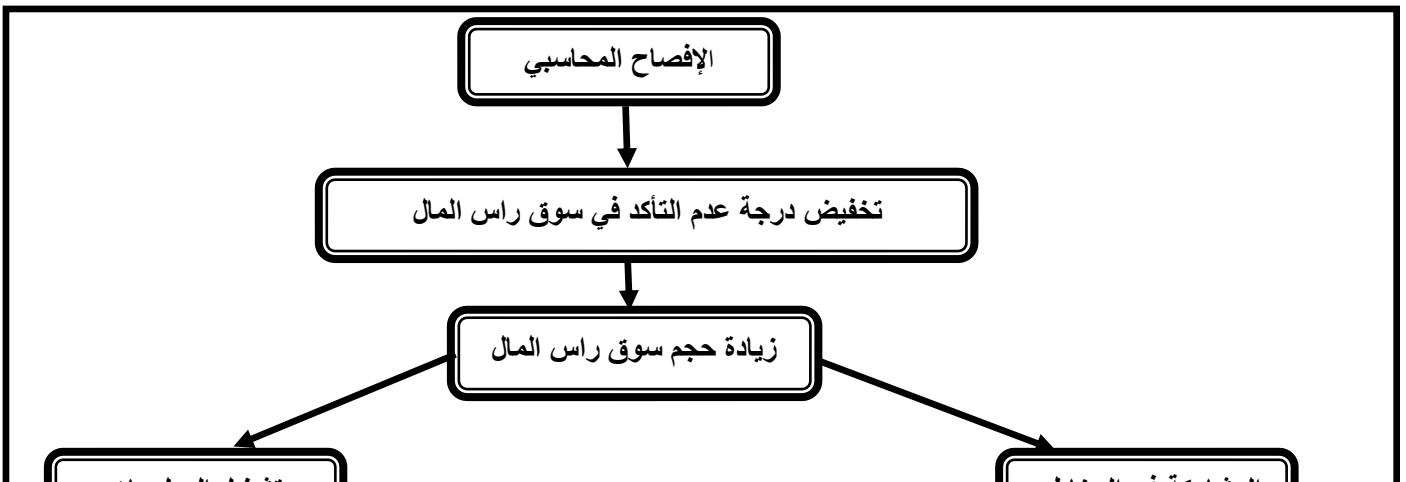 الإفصاح المحاسبي
تخفيض درجة عدم التأكد في سوق راس المال
زيادة حجم سوق راس المال